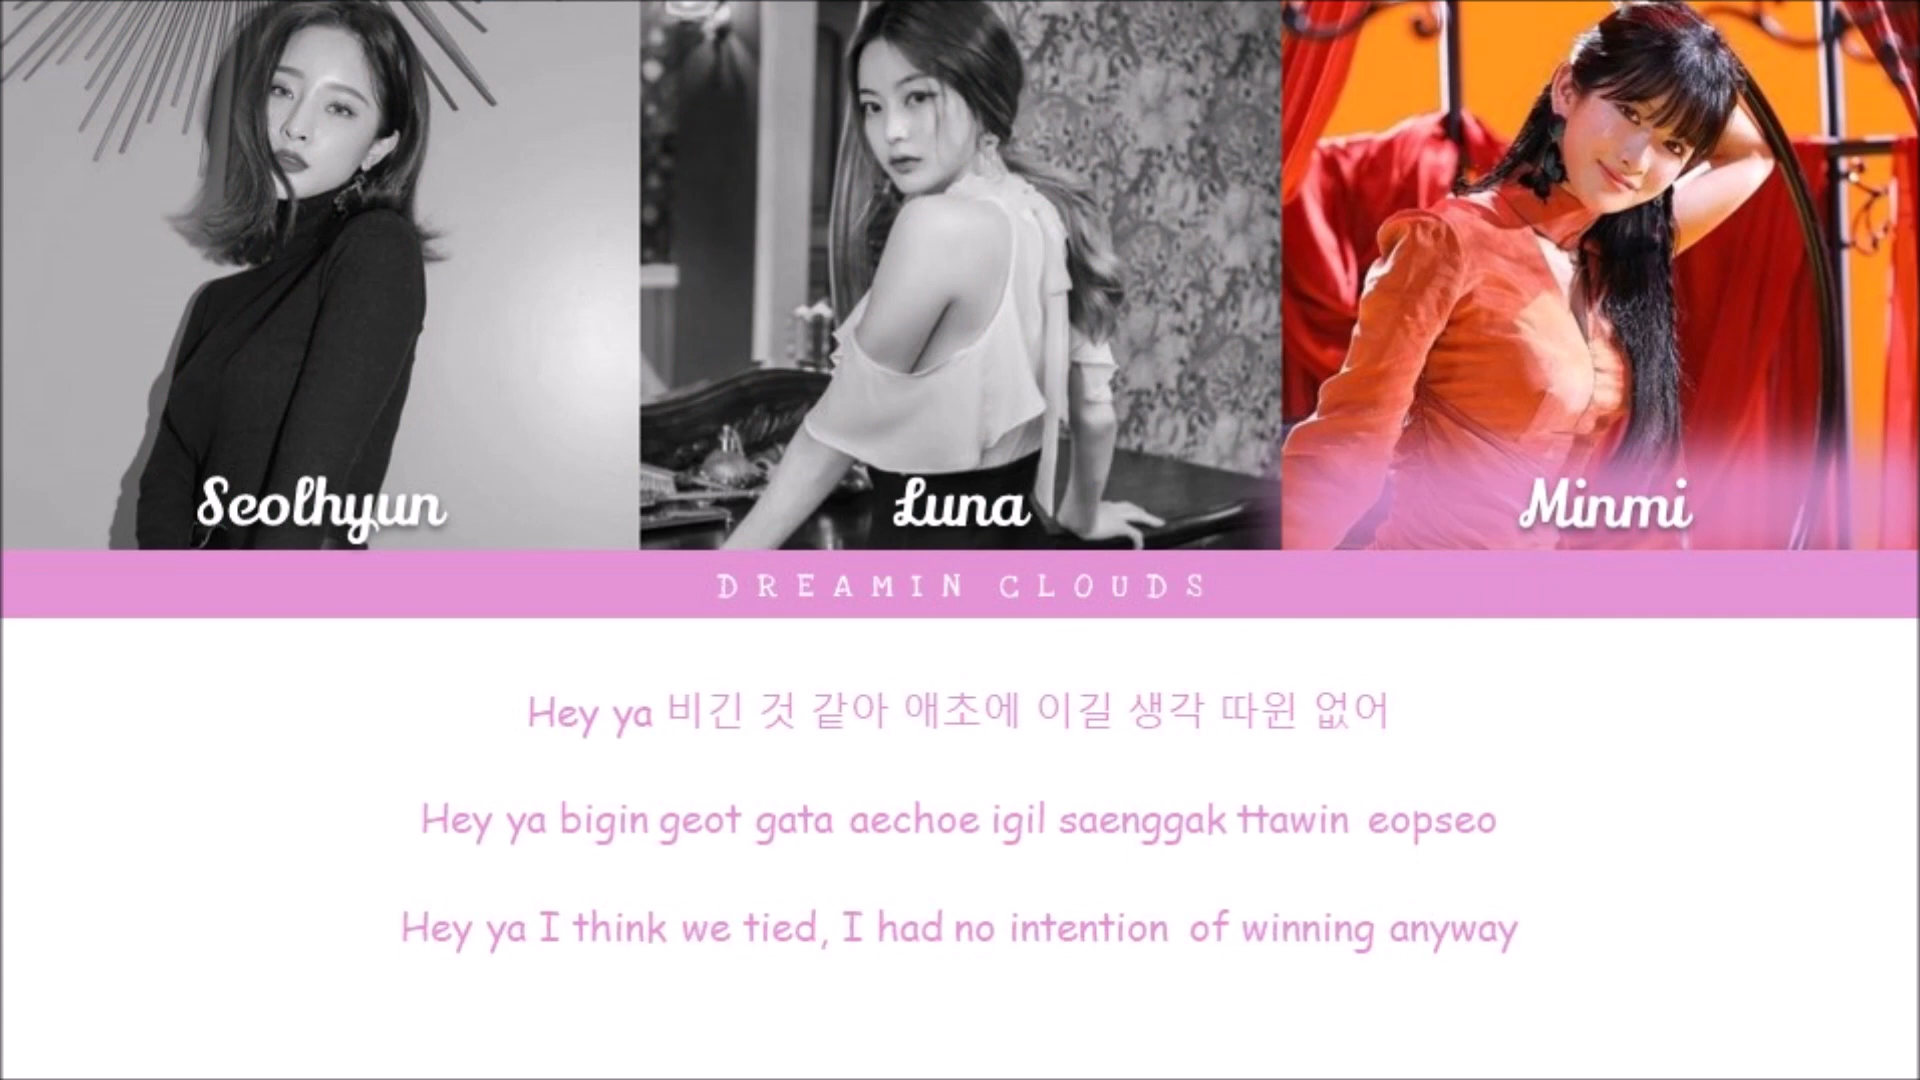 Seolhyun
Luna
Minmi
DREAMIN CLOUDS
Hey ya 비긴 것 같아 애초에 이길 생각 따윈 없어
Hey ya bigin geot gata aechoe igil saenggak ttawin eopseo
Hey ya I think we tied, I had no intention of winning anyway